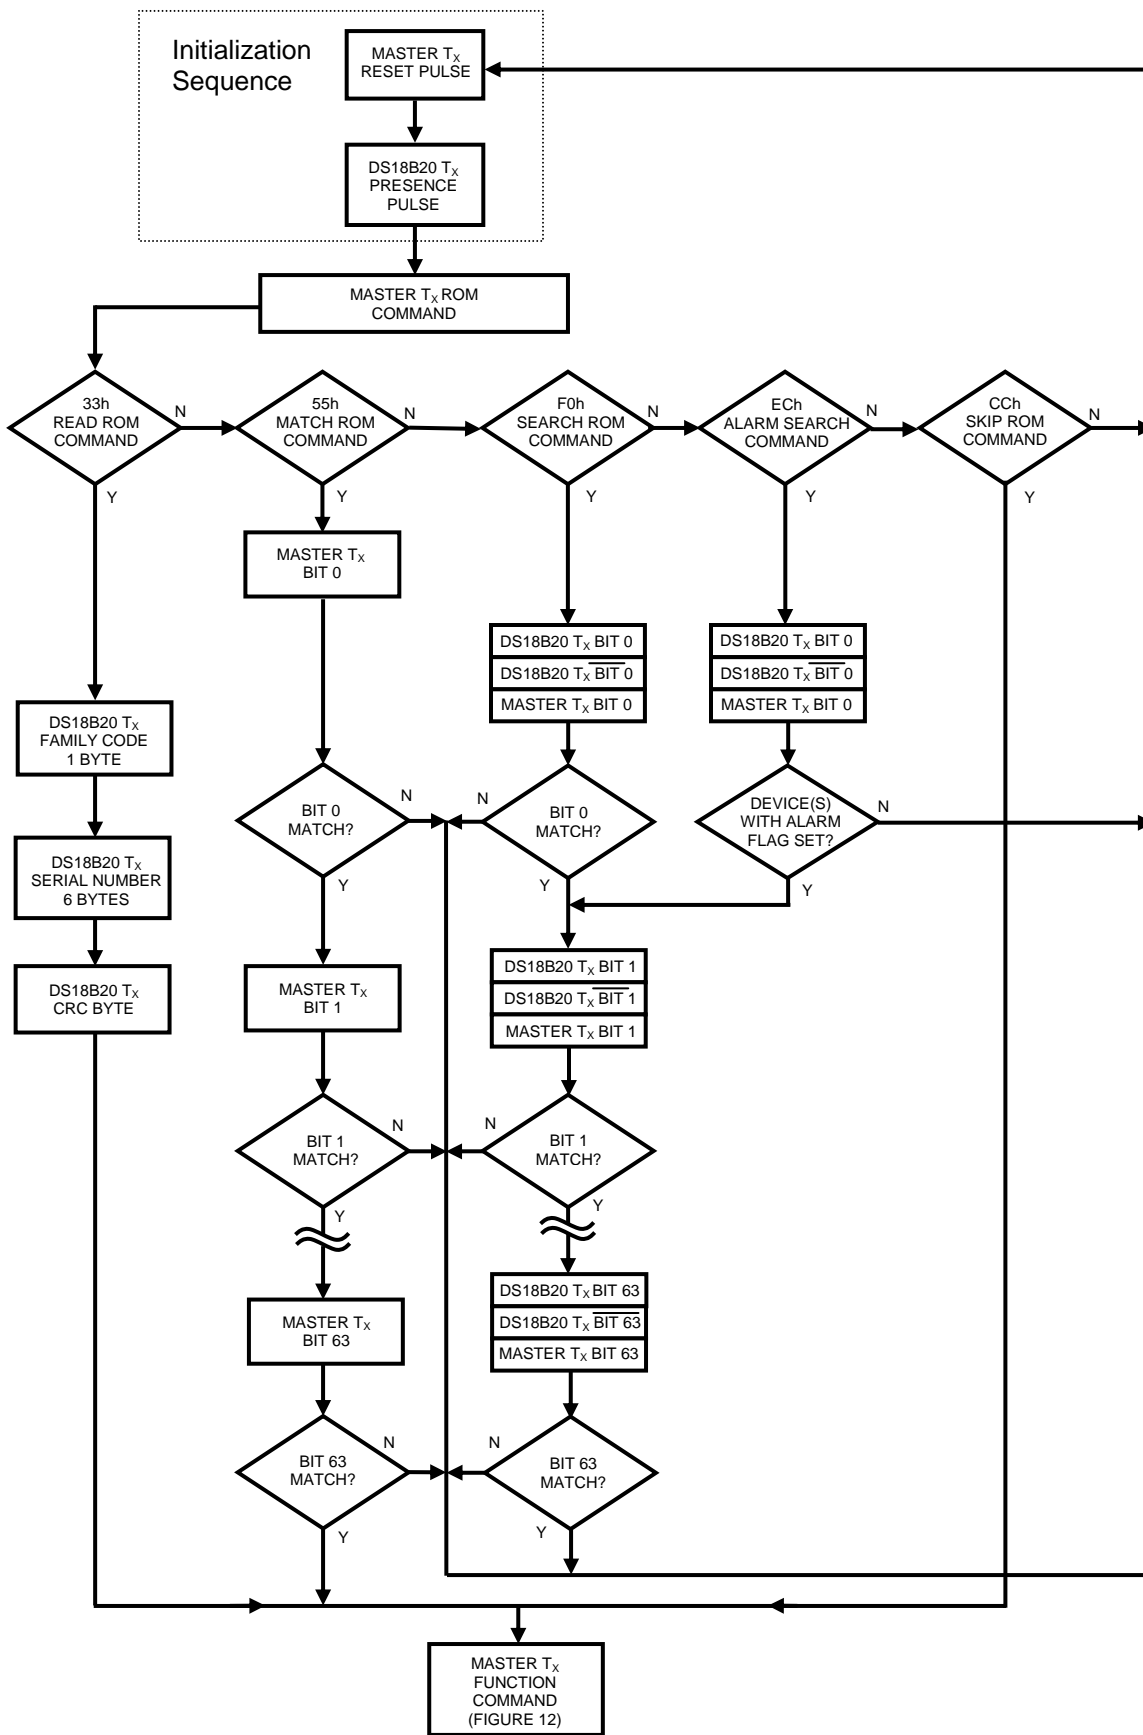 Initialization
Sequence
MASTER TX
RESET PULSE
DS18B20 TX
PRESENCE
PULSE
MASTER TX ROM
COMMAND
33h
READ ROM
COMMAND
N
Y
55h
MATCH ROM
COMMAND
N
Y
F0h
SEARCH ROM
COMMAND
N
Y
ECh
ALARM SEARCH
COMMAND
N
Y
CCh
SKIP ROM
COMMAND
N
Y
MASTER TX
BIT 0
DS18B20 TX BIT 0
DS18B20 TX BIT 0
MASTER TX BIT 0
DS18B20 TX BIT 0
DS18B20 TX BIT 0
MASTER TX BIT 0
DS18B20 TX
FAMILY CODE
1 BYTE
DS18B20 TX
SERIAL NUMBER
6 BYTES
DS18B20 TX
CRC BYTE
BIT 0
MATCH?
N
Y
N
BIT 0
MATCH?
Y
DEVICE(S)
WITH ALARM
FLAG SET?
N
Y
MASTER TX
BIT 1
DS18B20 TX BIT 1
DS18B20 TX BIT 1
MASTER TX BIT 1
BIT 1
MATCH?
N
Y
N
BIT 1
MATCH?
Y
MASTER TX
BIT 63
DS18B20 TX BIT 63
DS18B20 TX BIT 63
MASTER TX BIT 63
BIT 63
MATCH?
N
Y
N
BIT 63
MATCH?
Y
MASTER TX
FUNCTION
COMMAND
(FIGURE 12)